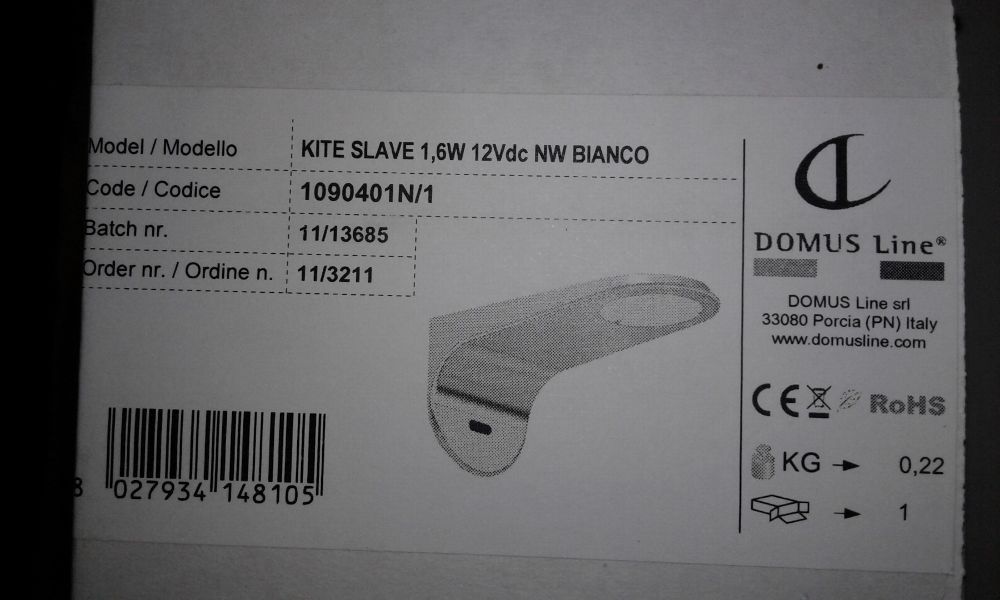 Model / Modello KITE SLAVE 1,6W 12Vdc NW BIANCO
Code / Codice 1090401N/1
Batch nr. 11/13685
Order nr. / Ordine n. 11/3211
DOMUS Line®
DOMUS Line srl
33080 Porcia (PN) Italy
www.domusline.com
CE RoHS
KG 0,22
1
8 027934 148105